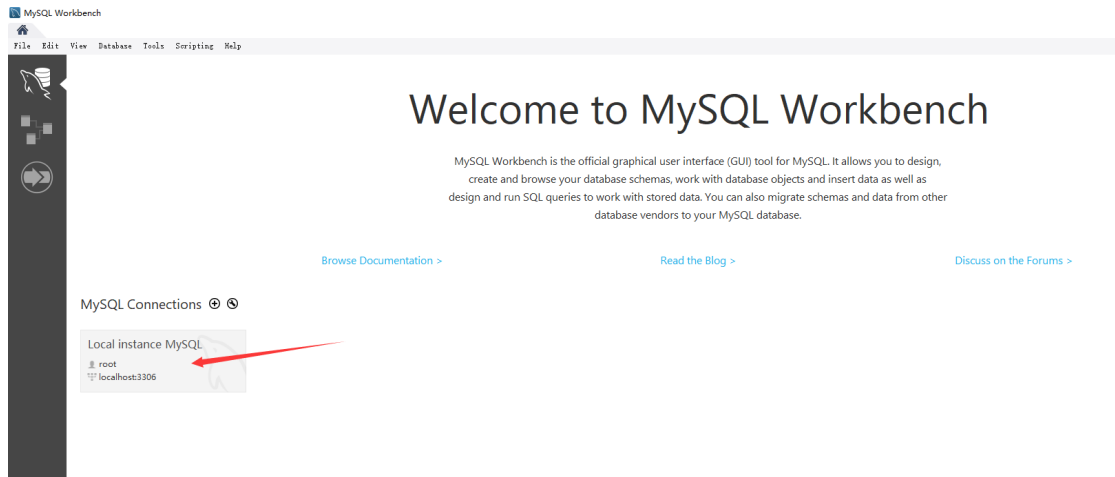 MySQL Workbench
File Edit View Database Tools Scripting Help
Welcome to MySQL Workbench
MySQL Workbench is the official graphical user interface (GUI) tool for MySQL. It allows you to design,
create and browse your database schemas, work with database objects and insert data as well as
design and run SQL queries to work with stored data. You can also migrate schemas and data from other
database vendors to your MySQL database.
Browse Documentation > Read the Blog > Discuss on the Forums >
MySQL Connections
Local instance MySQL
root
localhost:3306